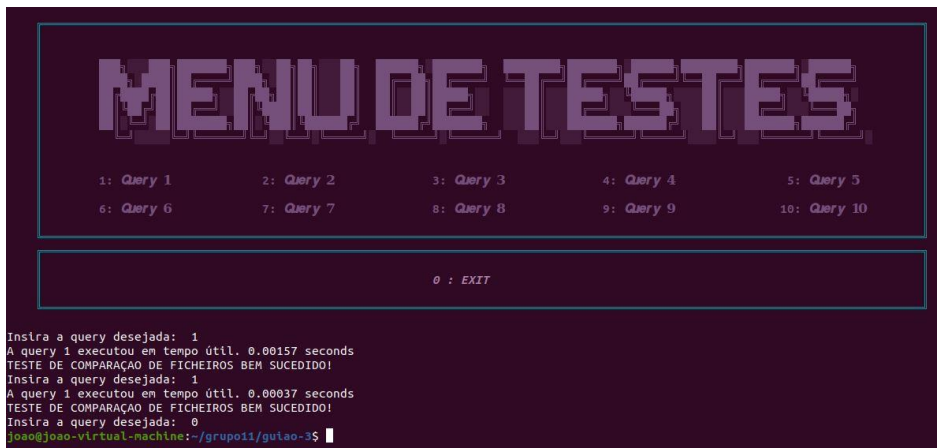 MENU DE TESTES
1: Query 1 2: Query 2 3: Query 3 4: Query 4 5: Query 5
6: Query 6 7: Query 7 8: Query 8 9: Query 9 10: Query 10
0 : EXIT
Insira a query desejada: 1
A query 1 executou em tempo útil. 0.00157 seconds
TESTE DE COMPARAÇAO DE FICHEIROS BEM SUCEDIDO!
Insira a query desejada: 1
A query 1 executou em tempo útil. 0.00037 seconds
TESTE DE COMPARAÇAO DE FICHEIROS BEM SUCEDIDO!
Insira a query desejada: 0
joao@joao-virtual-machine:~/grupo11/guiao-3$